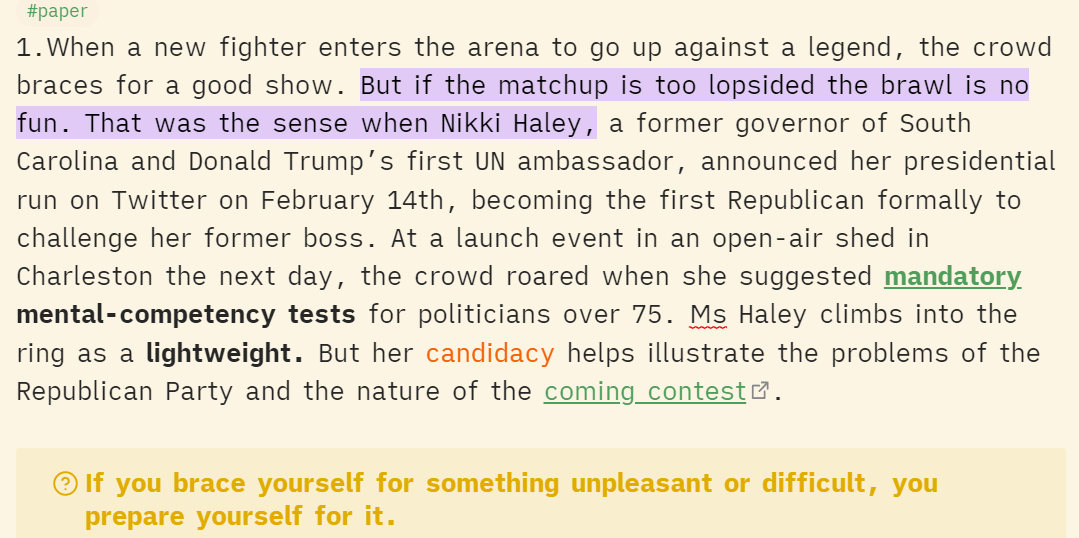 #paper
1.When a new fighter enters the arena to go up against a legend, the crowd
braces for a good show. But if the matchup is too lopsided the brawl is no
fun. That was the sense when Nikki Haley, a former governor of South
Carolina and Donald Trump’s first UN ambassador, announced her presidential
run on Twitter on February 14th, becoming the first Republican formally to
challenge her former boss. At a launch event in an open-air shed in
Charleston the next day, the crowd roared when she suggested mandatory
mental-competency tests for politicians over 75. Ms Haley climbs into the
ring as a lightweight. But her candidacy helps illustrate the problems of the
Republican Party and the nature of the coming contest.
If you brace yourself for something unpleasant or difficult, you
prepare yourself for it.